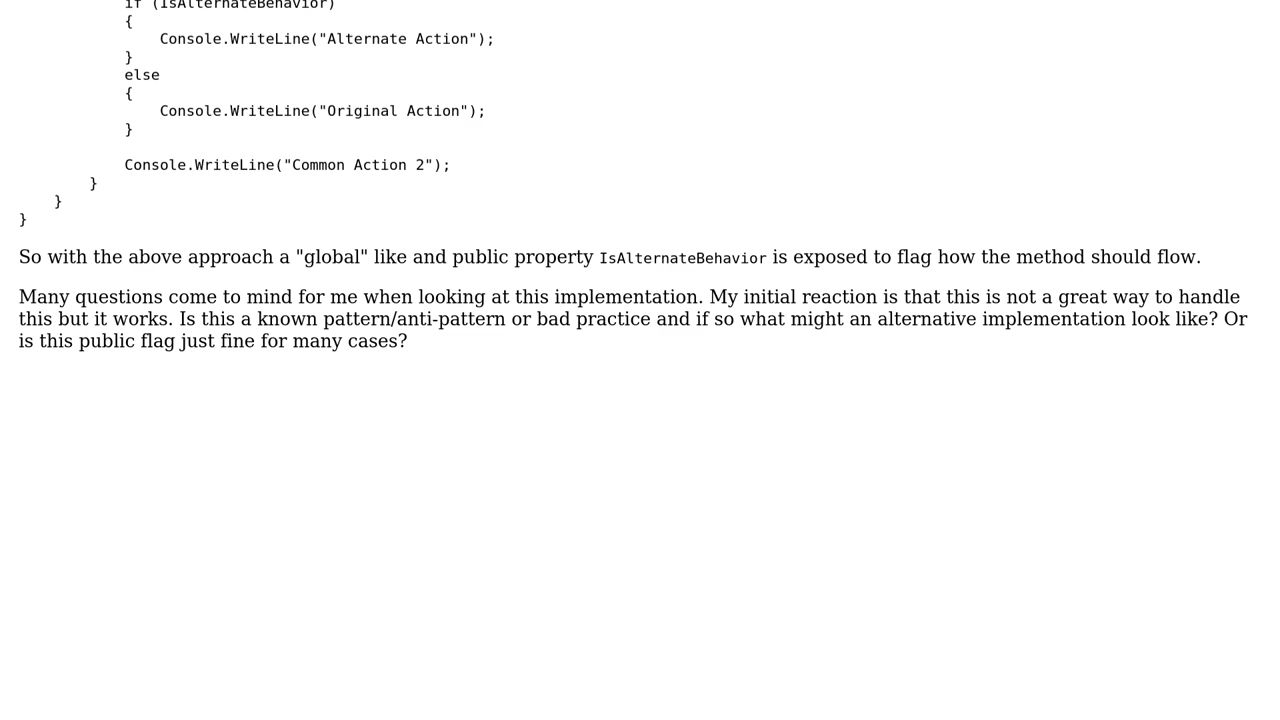 if (IsAlternateBehavior)
{
Console.WriteLine("Alternate Action");
}
else
{
Console.WriteLine("Original Action");
}
Console.WriteLine("Common Action 2");
}
}
}
So with the above approach a "global" like and public property IsAlternateBehavior is exposed to flag how the method should flow.
Many questions come to mind for me when looking at this implementation. My initial reaction is that this is not a great way to handle
this but it works. Is this a known pattern/anti-pattern or bad practice and if so what might an alternative implementation look like? Or
is this public flag just fine for many cases?